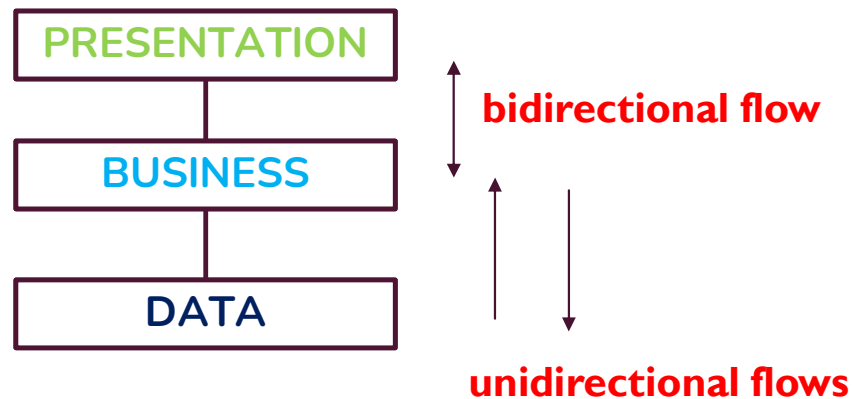 PRESENTATION
bidirectional flow
BUSINESS
DATA
unidirectional flows